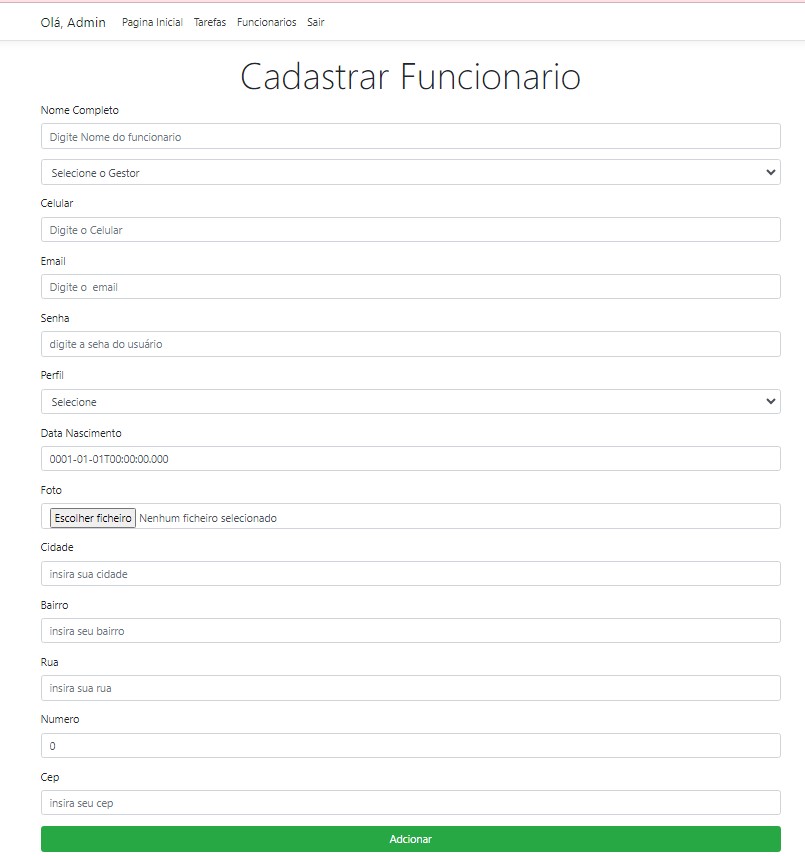 Olá, Admin Pagina Inicial Tarefas Funcionarios Sair
Cadastrar Funcionario
Nome Completo
Digite Nome do funcionario
Selecione o Gestor
Celular
Digite o Celular
Email
Digite o  email
Senha
digite a seha do usuário
Perfil
Selecione
Data Nascimento
0001-01-01T00:00:00.000
Foto
Escolher ficheiro Nenhum ficheiro selecionado
Cidade
insira sua cidade
Bairro
insira seu bairro
Rua
insira sua rua
Numero
0
Cep
insira seu cep
Adcionar